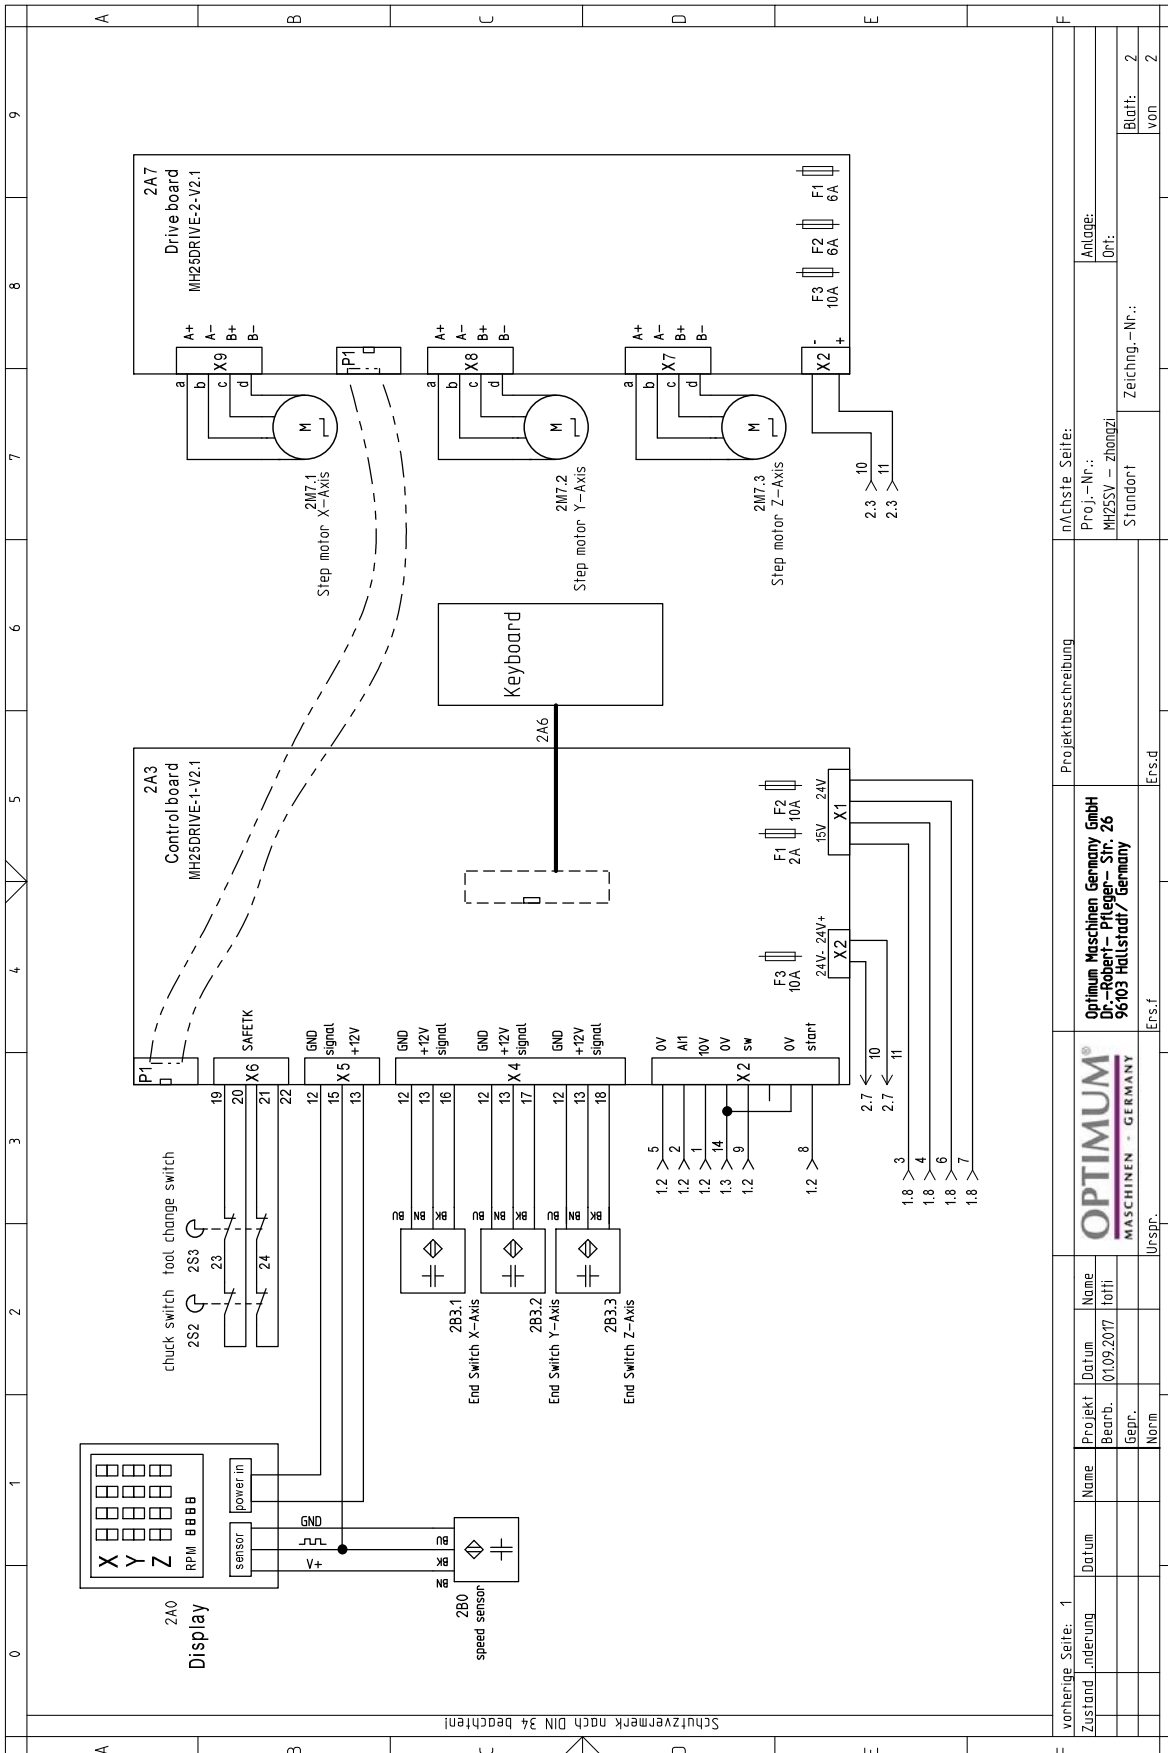 0 1 2 3 4 5 6 7 8 9
A
B
C
D
E
F
Schutzvermerk nach DIN 34 beachten!
2A0
Display
X
Y
Z
RPM
sensor
power in
V+
GND
BN
BK
BU
2B0
speed sensor
chuck switch
2S2
tool change switch
2S3
23
24
P1
19
20
21
22
X6
SAFETK
12
15
13
X5
GND
signal
+12V
12
13
16
12
13
17
12
13
18
X4
GND
+12V
signal
GND
+12V
signal
GND
+12V
signal
BU
BN
BK
BU
BN
BK
BU
BN
BK
2B3.1
End Switch X-Axis
2B3.2
End Switch Y-Axis
2B3.3
End Switch Z-Axis
X2
0V
AI1
10V
0V
sw
0V
start
1.2 5
1.2 2
1.2 1
1.3 14
1.2 9
1.2 8
2A3
Control board
MH25DRIVE-1-V2.1
F3
10A
F1
2A
F2
10A
24V- 24V+
X2
15V 24V
X1
2.7 10
2.7 11
1.8 3
1.8 4
1.8 6
1.8 7
2A6
Keyboard
2A7
Drive board
MH25DRIVE-2-V2.1
a
b
c
d
X9
A+
A-
B+
B-
M
2M7.1
Step motor X-Axis
P1
a
b
c
d
X8
A+
A-
B+
B-
M
2M7.2
Step motor Y-Axis
a
b
c
d
X7
A+
A-
B+
B-
M
2M7.3
Step motor Z-Axis
F3
10A
F2
6A
F1
6A
X2
-
+
2.3 10
2.3 11
vorherige Seite: 1
Zustand .nderung Datum Name
Projekt Datum Name
Bearb. 01.09.2017 totti
Gepr.
Norm
OPTIMUM®
MASCHINEN - GERMANY
Urspr.
Optimum Maschinen Germany GmbH
Dr.-Robert- Pfleger- Str. 26
96103 Hallstadt/ Germany
Ers.f
Ers.d
Projektbeschreibung
nAchste Seite:
Proj.-Nr.:
MH25SV - zhongzi
Standort
Zeichng.-Nr.:
Anlage:
Ort:
Blatt: 2
von 2